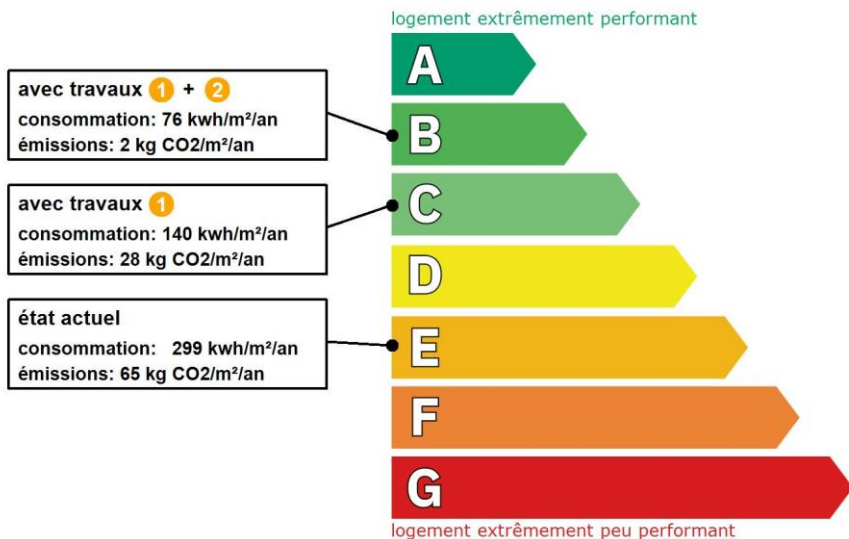 logement extrêmement performant
A
avec travaux 1 + 2
consommation: 76 kwh/m²/an
émissions: 2 kg CO2/m²/an
B
avec travaux 1
consommation: 140 kwh/m²/an
émissions: 28 kg CO2/m²/an
C
D
état actuel
consommation: 299 kwh/m²/an
émissions: 65 kg CO2/m²/an
E
F
G
logement extrêmement peu performant